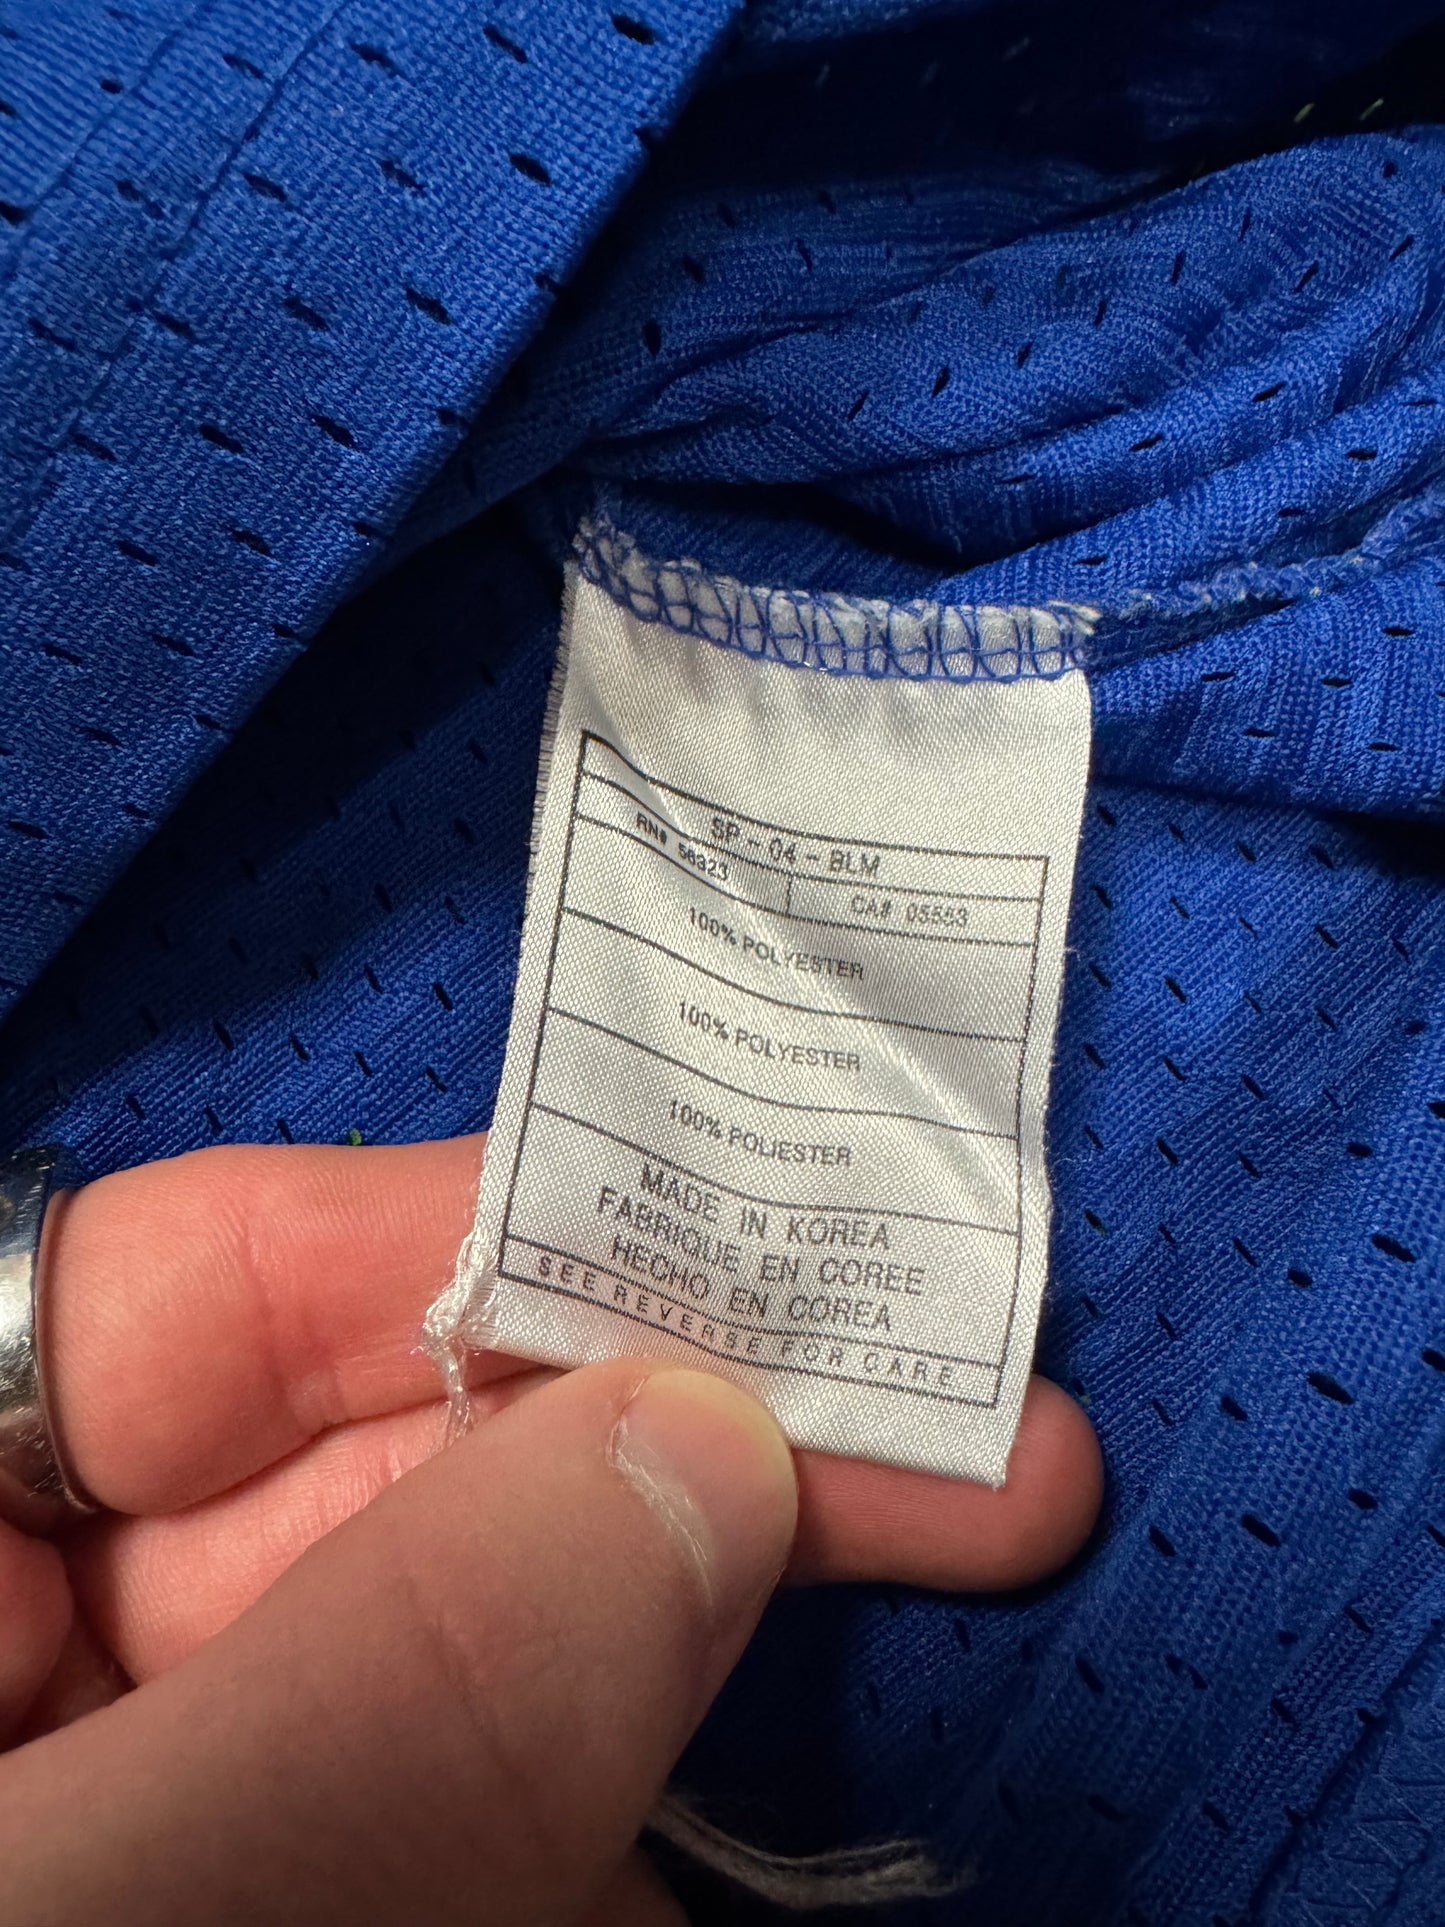 SP - 04 - BLM
RN# 56323 CA# 05553
100% POLYESTER
100% POLYESTER
100% POLIESTER
MADE IN KOREA
FABRIQUE EN COREE
HECHO EN COREA
SEE REVERSE FOR CARE